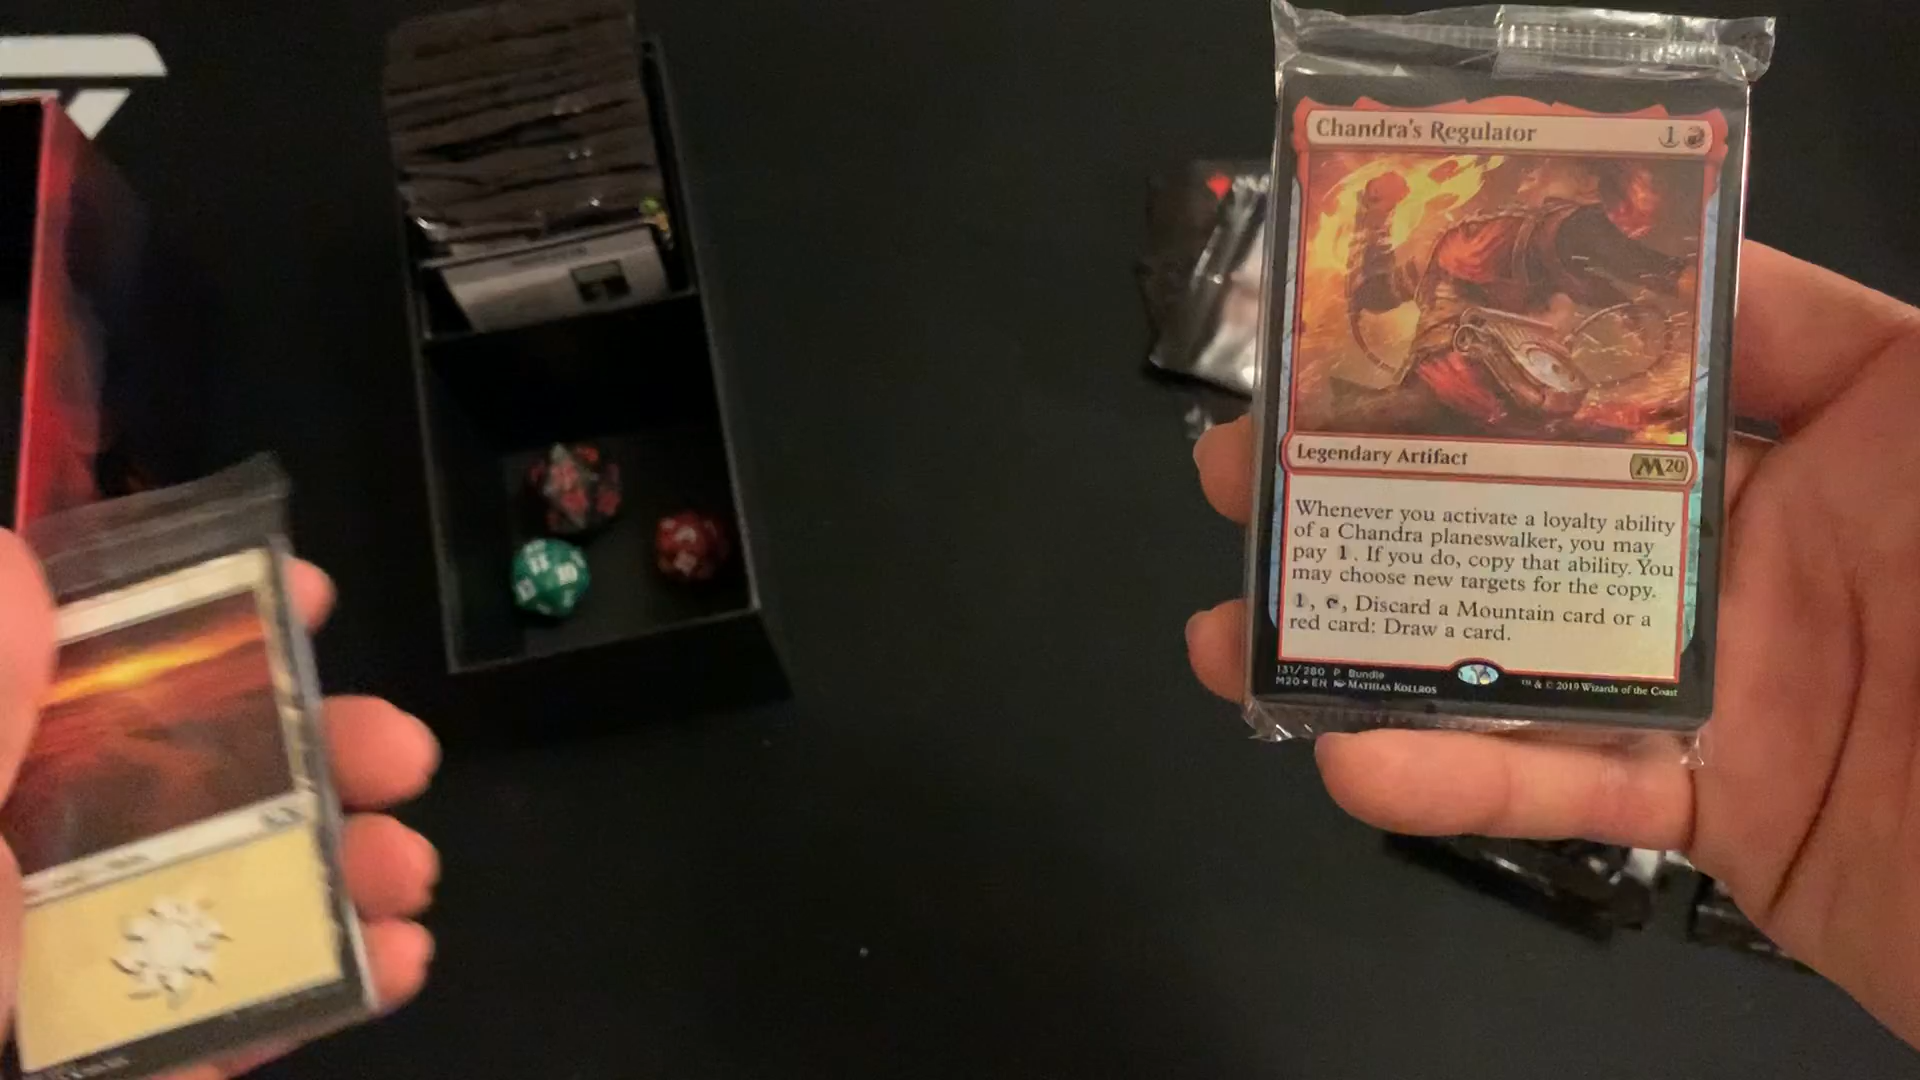 Chandra's Regulator 1
Legendary Artifact M20
Whenever you activate a loyalty ability
of a Chandra planeswalker, you may
pay 1. If you do, copy that ability. You
may choose new targets for the copy.
1, , Discard a Mountain card or a
red card: Draw a card.
131/280 P Bundle
M20 ★ EN Mathias Kollros
™ & © 2019 Wizards of the Coast